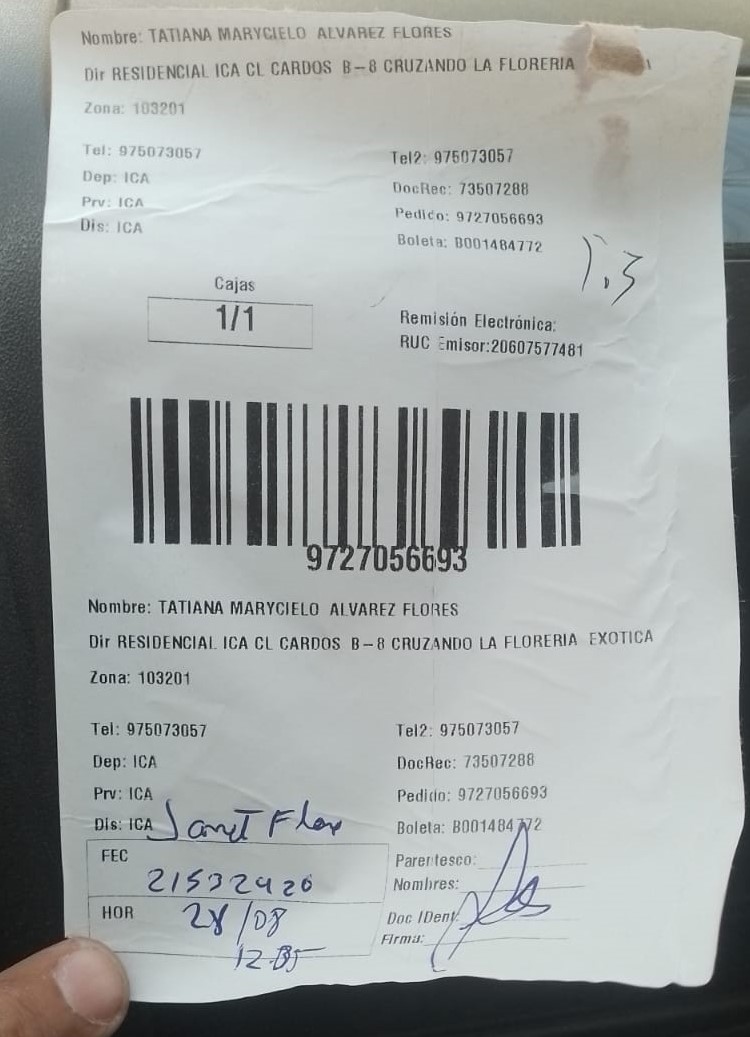 Nombre: TATIANA MARYCIELO ALVAREZ FLORES
Dir RESIDENCIAL ICA CL CARDOS B-8 CRUZANDO LA FLORERIA
Zona: 103201
Tel: 975073057 Tel2: 975073057
Dep: ICA DocRec: 73507288
Prv: ICA Pedido: 9727056693
Dis: ICA Boleta: B001484772
Cajas
1/1
Remisión Electrónica:
RUC Emisor:20607577481
9727056693
Nombre: TATIANA MARYCIELO ALVAREZ FLORES
Dir RESIDENCIAL ICA CL CARDOS B-8 CRUZANDO LA FLORERIA EXOTICA
Zona: 103201
Tel: 975073057 Tel2: 975073057
Dep: ICA DocRec: 73507288
Prv: ICA Pedido: 9727056693
Dis: ICA Boleta: B001484772
FEC
21532920
HOR 28/08
Parentesco:
Nombres:
Doc IDent:
Firma: